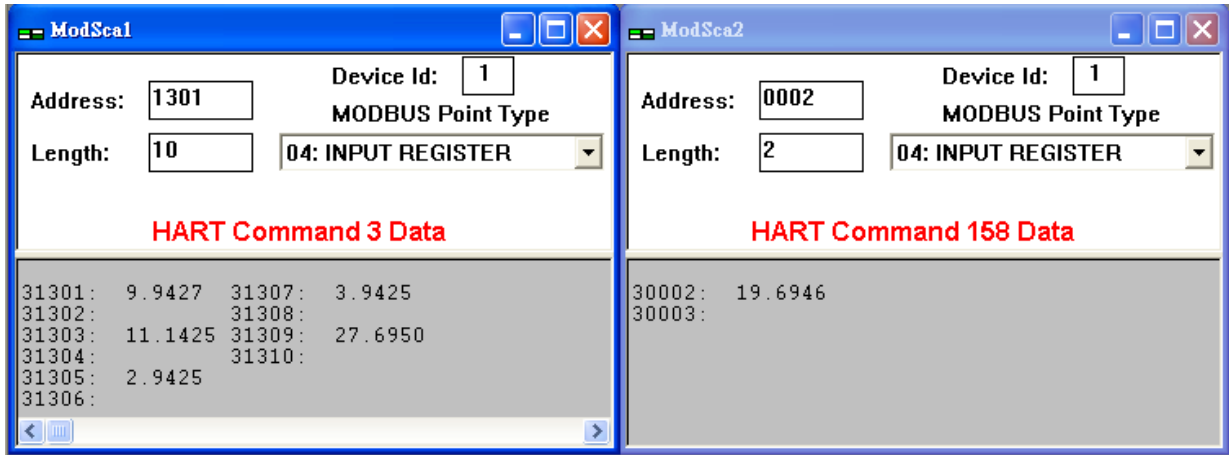 ModSca1
Device Id: 1
Address: 1301
MODBUS Point Type
Length: 10 04: INPUT REGISTER
HART Command 3 Data
31301: 9.9427 31307: 3.9425
31302: 31308:
31303: 11.1425 31309: 27.6950
31304: 31310:
31305: 2.9425
31306:
ModSca2
Device Id: 1
Address: 0002
MODBUS Point Type
Length: 2 04: INPUT REGISTER
HART Command 158 Data
30002: 19.6946
30003: